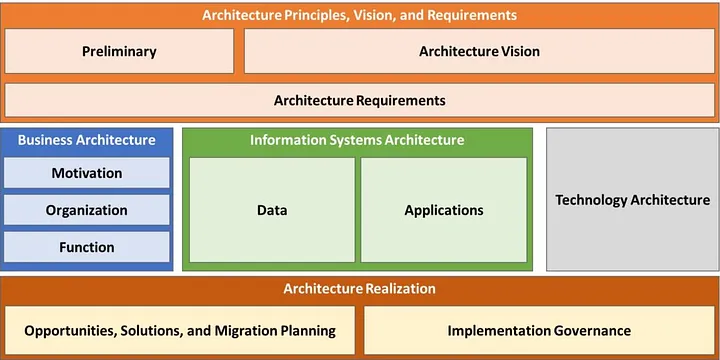 Architecture Principles, Vision, and Requirements
Preliminary
Architecture Vision
Architecture Requirements
Business Architecture
Motivation
Organization
Function
Information Systems Architecture
Data
Applications
Technology Architecture
Architecture Realization
Opportunities, Solutions, and Migration Planning
Implementation Governance